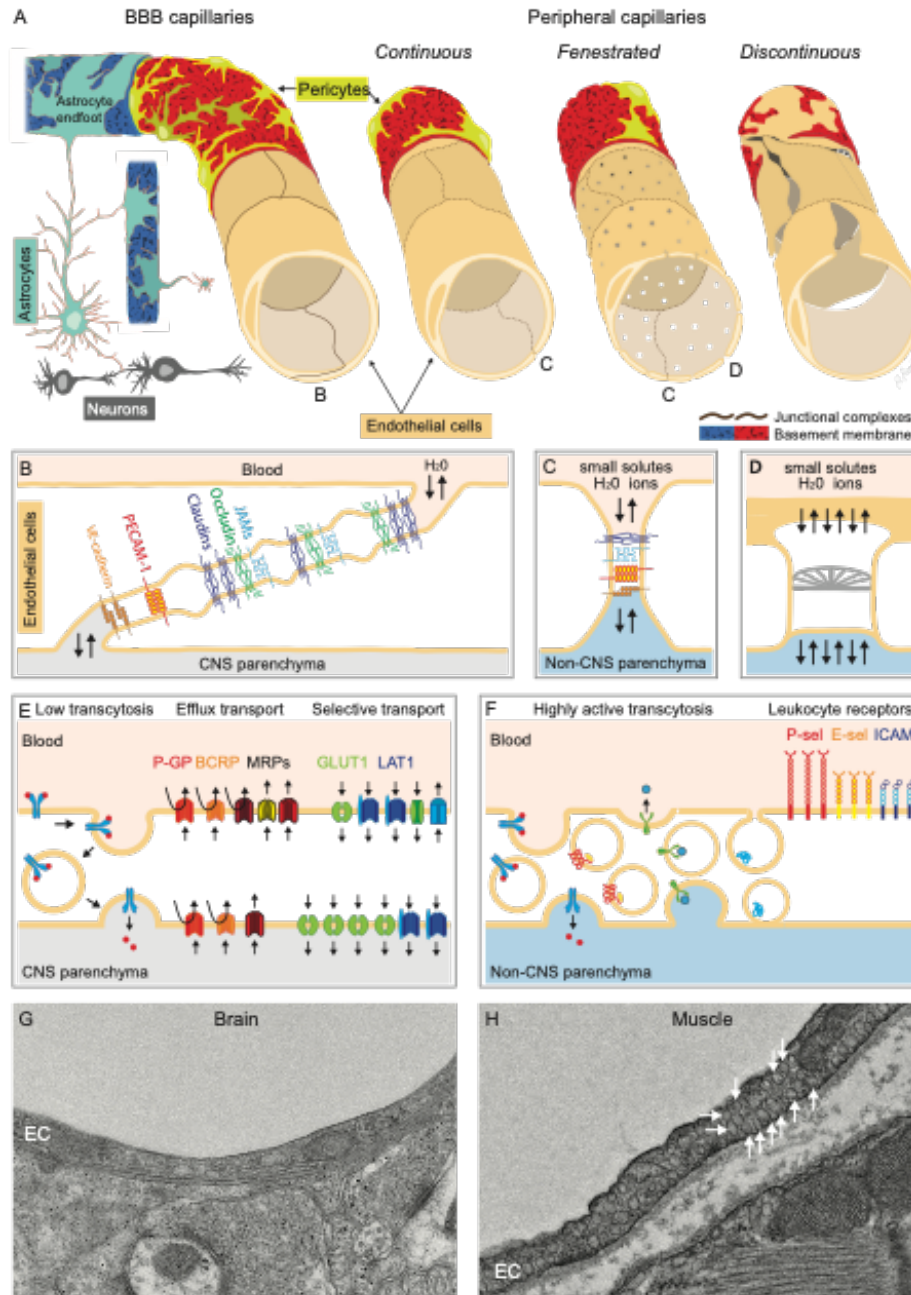 A BBB capillaries Peripheral capillaries
Continuous Fenestrated Discontinuous
Pericytes
Astrocyte
endfoot
Astrocytes
Neurons
B C C D
Endothelial cells
Junctional complexes
Basement membrane
B Blood H₂0
Endothelial cells
VE-cadherin PECAM-1 Claudins Occludin JAMs
CNS parenchyma
C small solutes
H₂0 ions
Non-CNS parenchyma
D small solutes
H₂0 ions
E Low transcytosis Efflux transport Selective transport
Blood
P-GP BCRP MRPs GLUT1 LAT1
CNS parenchyma
F Highly active transcytosis Leukocyte receptors
Blood P-sel E-sel ICAM
Non-CNS parenchyma
G Brain
EC
H Muscle
EC